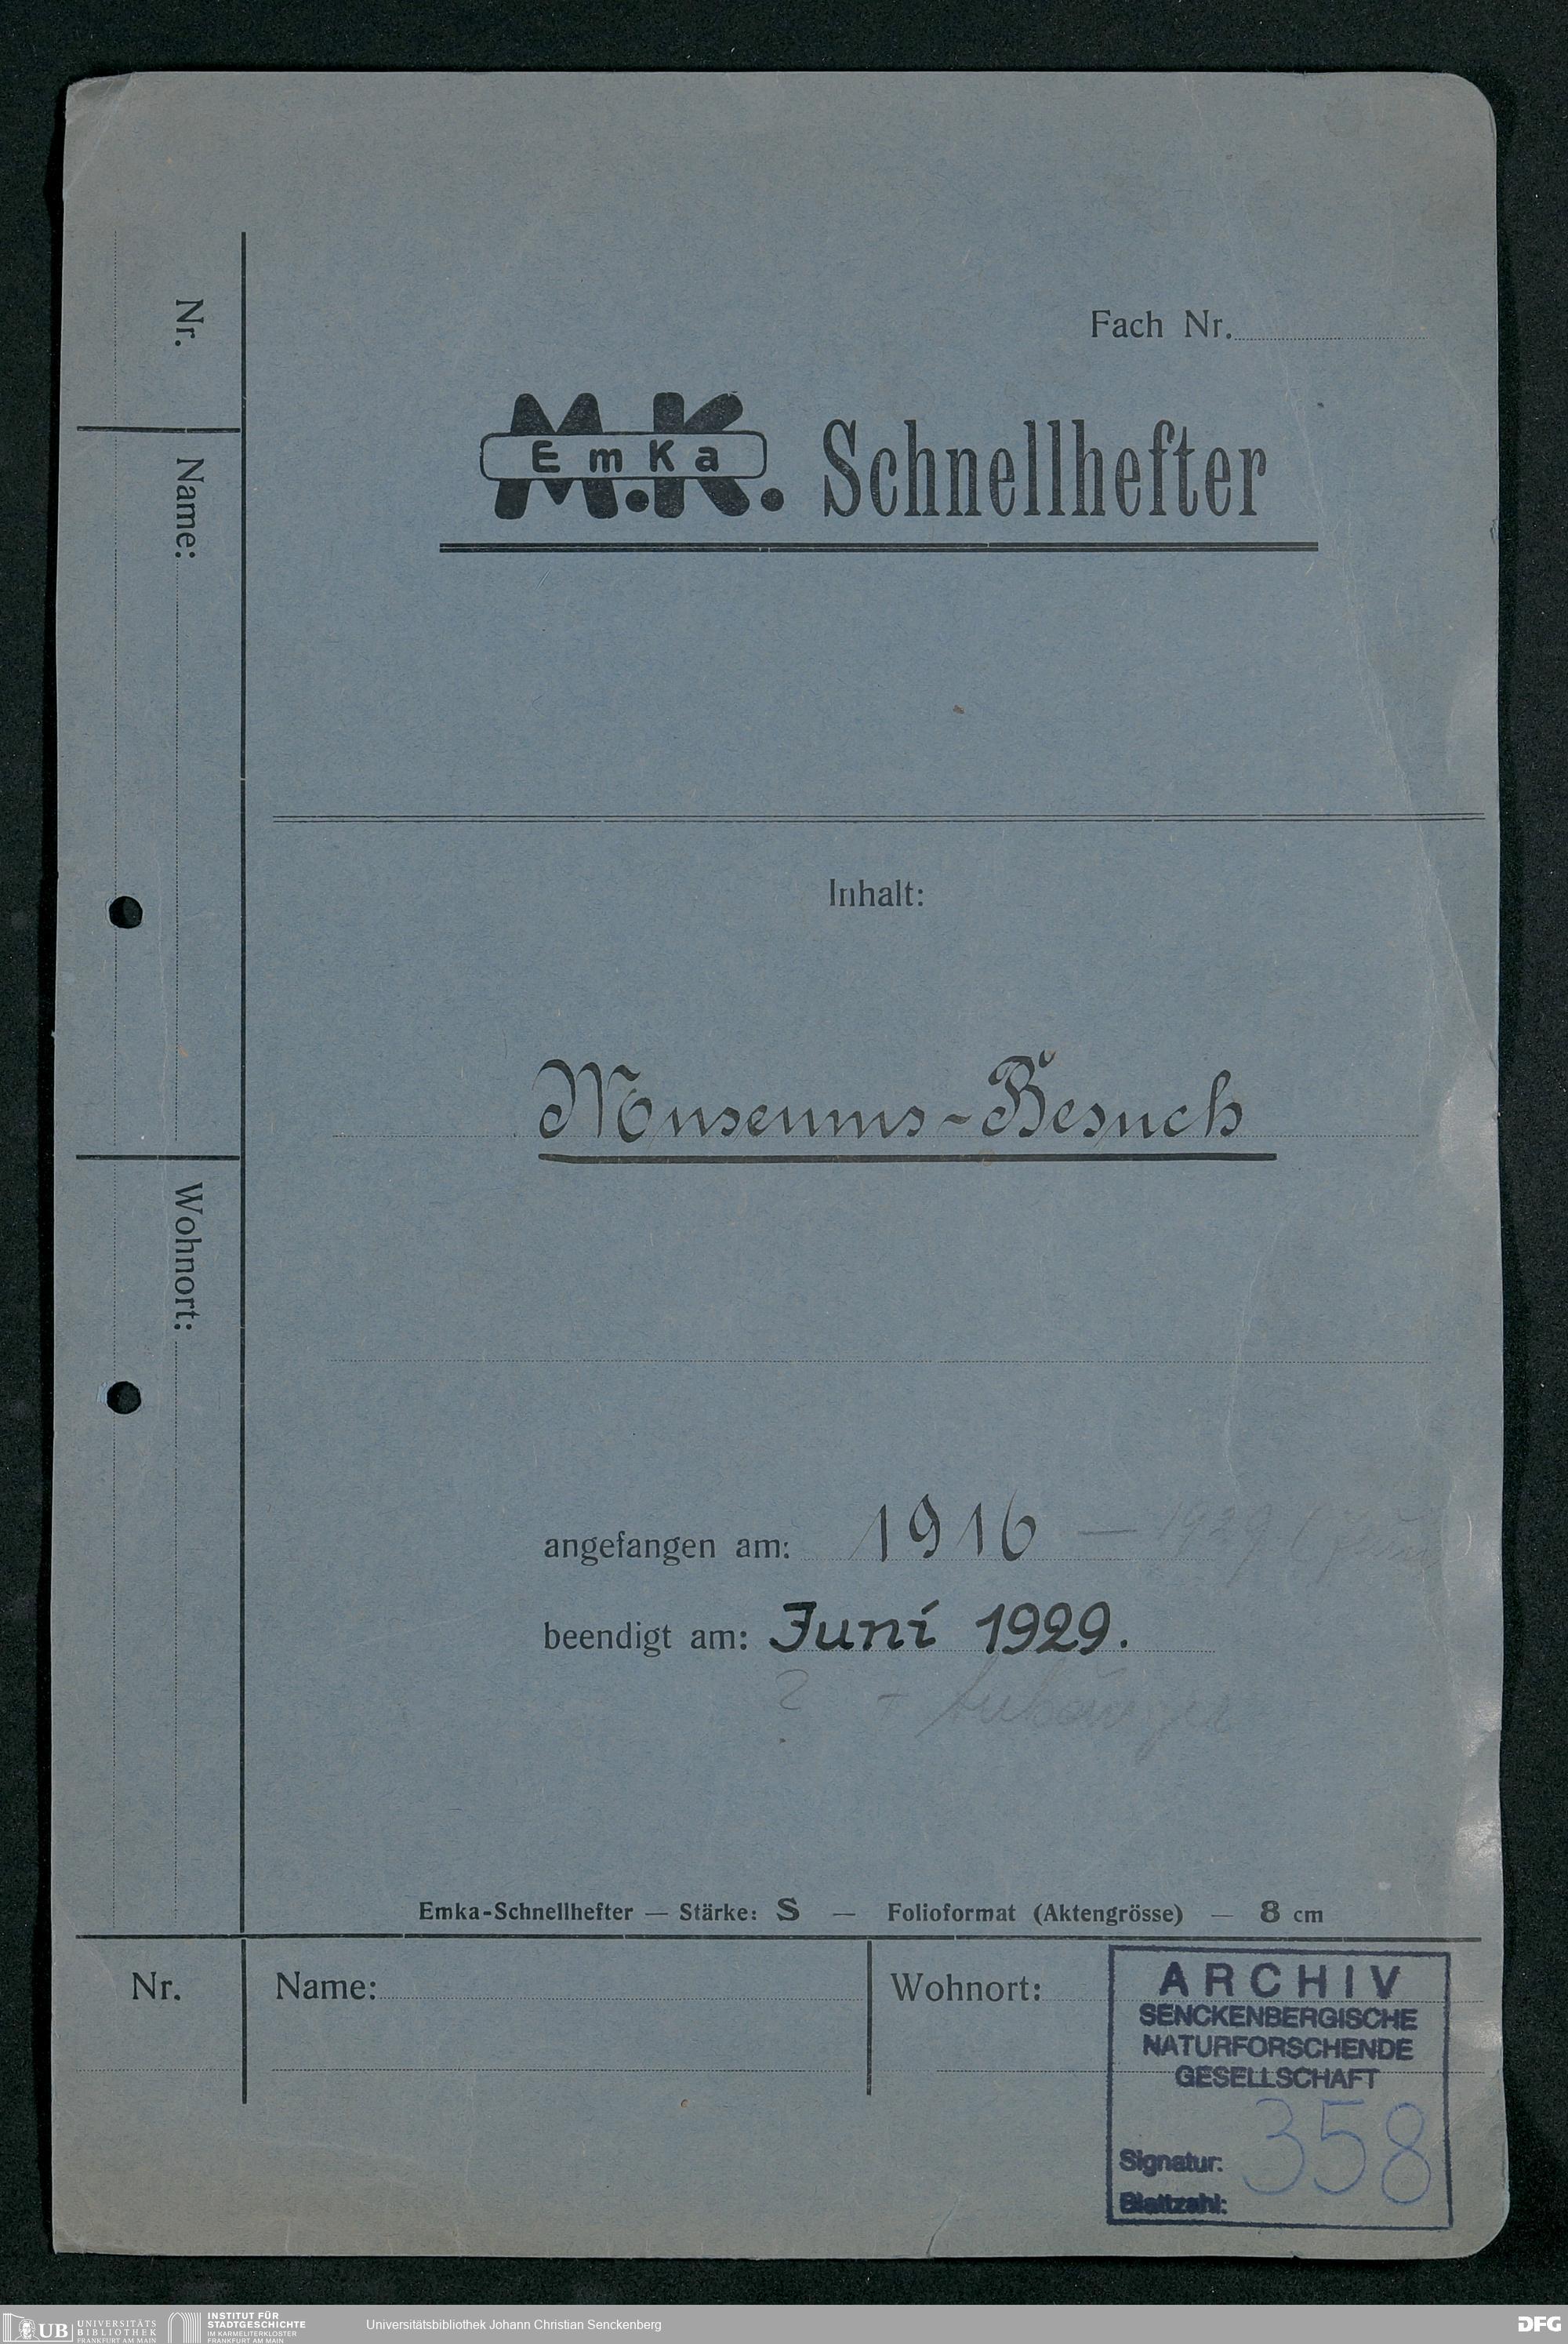 Fach Nr.
M.K.
EmKa
Schnellhefter
Nr.
Name:
Wohnort:
Inhalt:
Museums-Besuch
angefangen am: 1916 — 1929
beendigt am: Juni 1929.
? -
Emka-Schnellhefter — Stärke: S — Folioformat (Aktengrösse) — 8 cm
Nr.
Name:
Wohnort:
ARCHIV
SENCKENBERGISCHE
NATURFORSCHENDE
GESELLSCHAFT
Signatur: 358
Blattzahl:
UB UNIVERSITÄTS
BIBLIOTHEK
FRANKFURT AM MAIN
INSTITUT FÜR
STADTGESCHICHTE
IM KARMELITERKLOSTER
FRANKFURT AM MAIN
Universitätsbibliothek Johann Christian Senckenberg
DFG